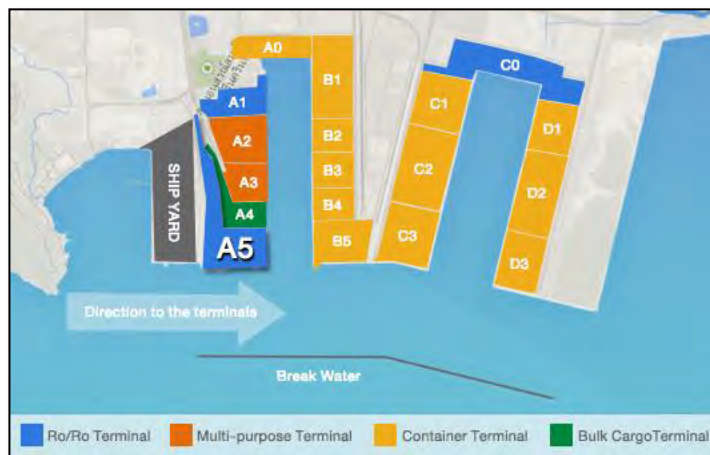 A0
C0
B1
A1
C1
A2
B2
D1
B3
C2
A3
D2
B4
A4
SHIP YARD
A5
B5
C3
D3
Direction to the terminals
Break Water
Ro/Ro Terminal
Multi-purpose Terminal
Container Terminal
Bulk CargoTerminal